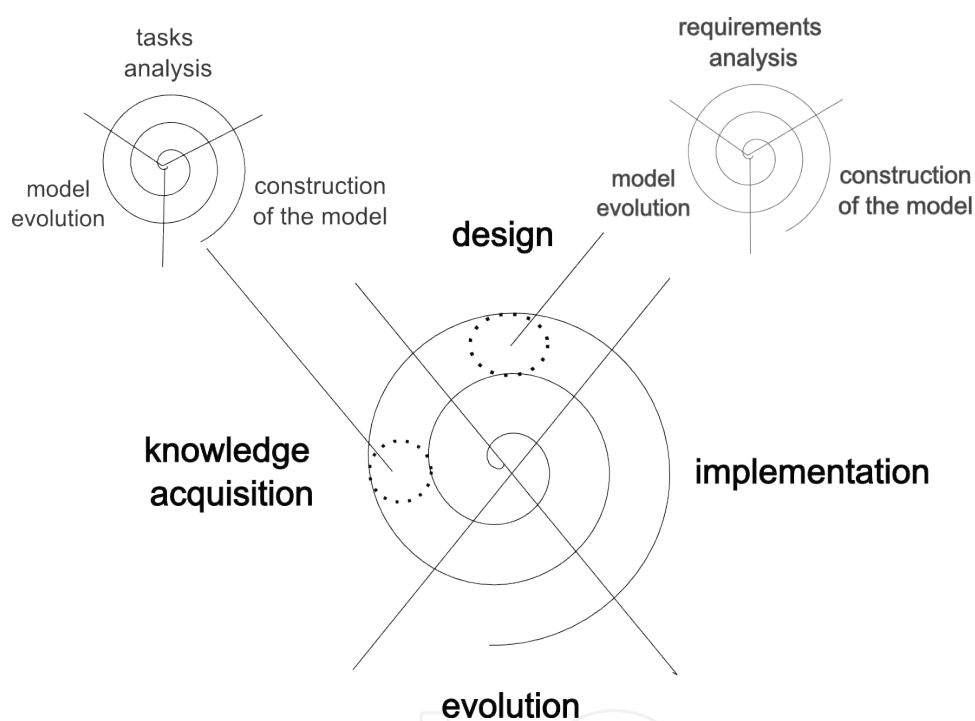 tasks
analysis
model
evolution
construction
of the model
requirements
analysis
model
evolution
construction
of the model
design
knowledge
acquisition
implementation
evolution